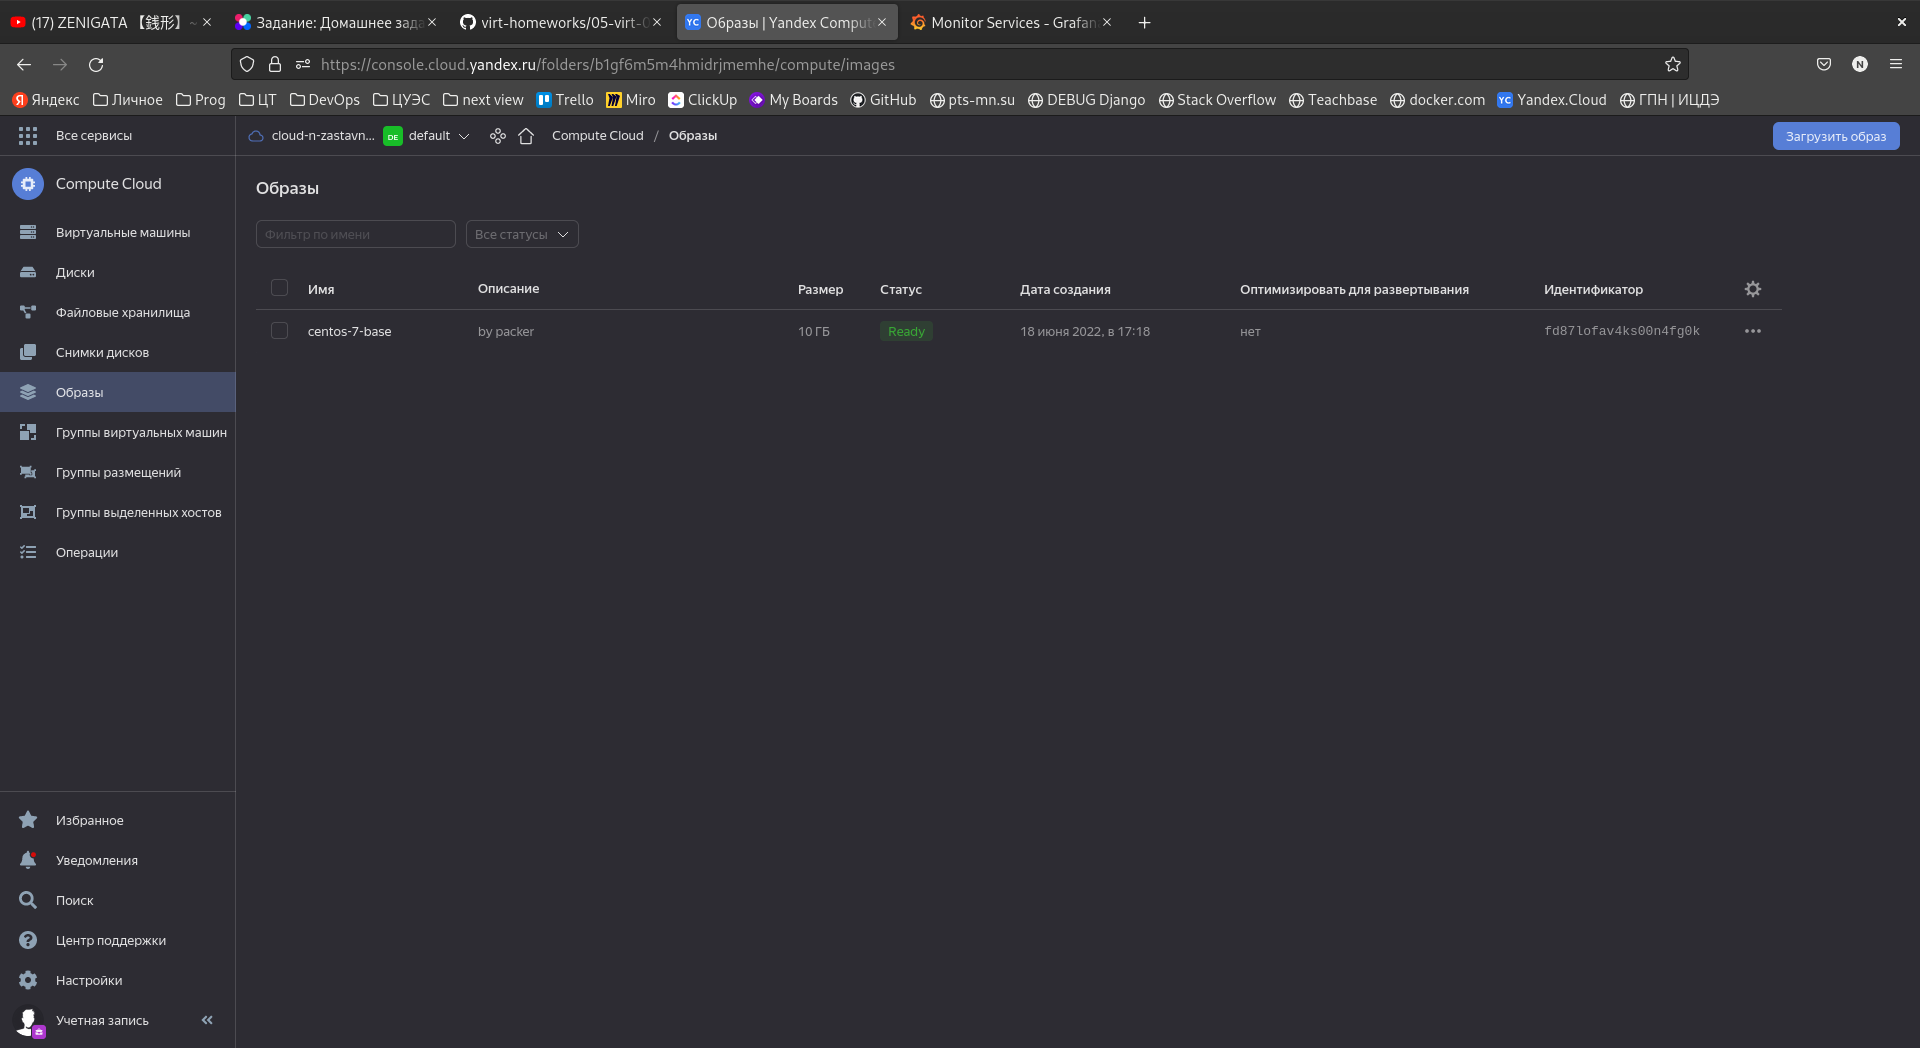 (17) ZENIGATA 【銭形】 ~
Задание: Домашнее зада
virt-homeworks/05-virt-0
Образы | Yandex Comput
Monitor Services - Grafan
https://console.cloud.yandex.ru/folders/b1gf6m5m4hmidrjmemhe/compute/images
N
Я Яндекс
Личное
Prog
ЦТ
DevOps
ЦУЭС
next view
Trello
Miro
ClickUp
My Boards
GitHub
pts-mn.su
DEBUG Django
Stack Overflow
Teachbase
docker.com
YC Yandex.Cloud
ГПН | ИЦДЭ
Все сервисы
cloud-n-zastavn...
DE default
Compute Cloud / Образы
Загрузить образ
Compute Cloud
Виртуальные машины
Диски
Файловые хранилища
Снимки дисков
Образы
Группы виртуальных машин
Группы размещений
Группы выделенных хостов
Операции
Образы
Фильтр по имени
Все статусы
Имя Описание Размер Статус Дата создания Оптимизировать для развертывания Идентификатор
centos-7-base by packer 10 ГБ Ready 18 июня 2022, в 17:18 нет fd87lofav4ks00n4fg0k
Избранное
Уведомления
Поиск
Центр поддержки
Настройки
Учетная запись